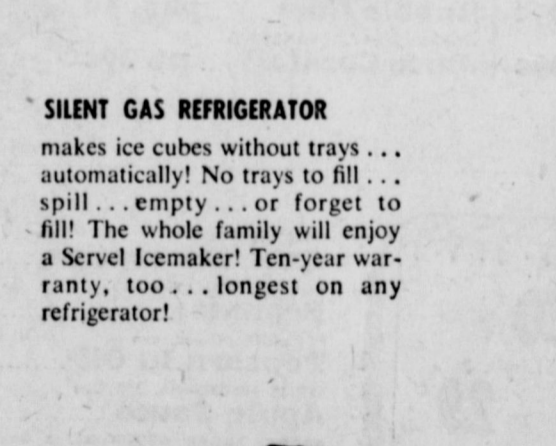 SILENT GAS REFRIGERATOR
makes ice cubes without trays . . .
automatically! No trays to fill . . .
spill . . . empty . . . or forget to
fill! The whole family will enjoy
a Servel Icemaker! Ten-year war-
ranty, too . . . longest on any
refrigerator!